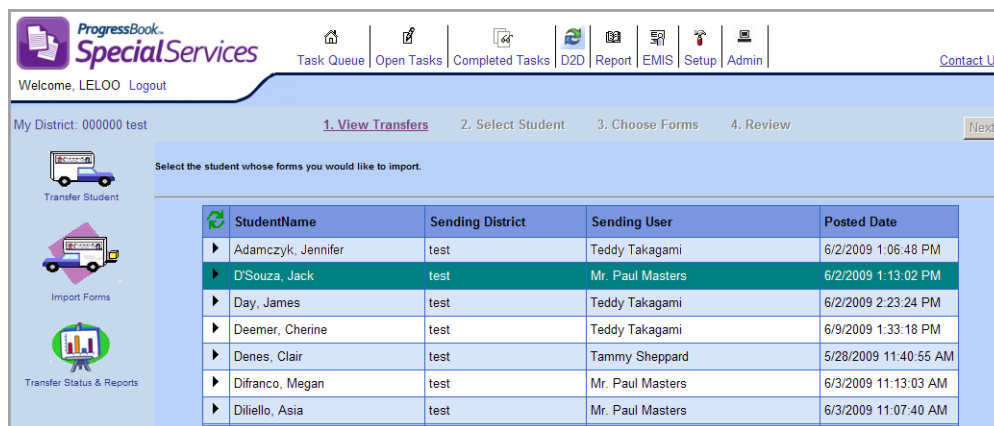 ProgressBook™
SpecialServices
Task Queue Open Tasks Completed Tasks D2D Report EMIS Setup Admin
Contact U
Welcome, LELOO Logout
My District: 000000 test
1. View Transfers 2. Select Student 3. Choose Forms 4. Review
Next
Select the student whose forms you would like to import.
Transfer Student
Import Forms
Transfer Status & Reports
StudentName Sending District Sending User Posted Date
Adamczyk, Jennifer test Teddy Takagami 6/2/2009 1:06:48 PM
D'Souza, Jack test Mr. Paul Masters 6/2/2009 1:13:02 PM
Day, James test Teddy Takagami 6/2/2009 2:23:24 PM
Deemer, Cherine test Teddy Takagami 6/9/2009 1:33:18 PM
Denes, Clair test Tammy Sheppard 5/28/2009 11:40:55 AM
Difranco, Megan test Mr. Paul Masters 6/3/2009 11:13:03 AM
Diliello, Asia test Mr. Paul Masters 6/3/2009 11:07:40 AM